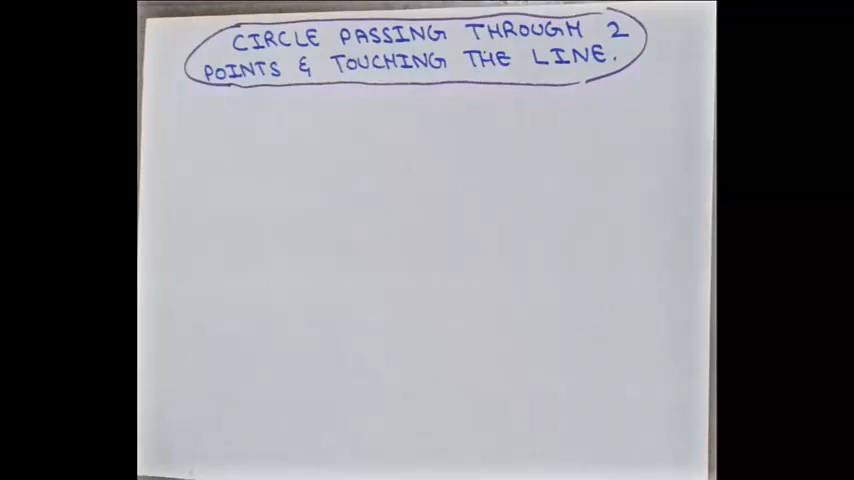 CIRCLE PASSING THROUGH 2
POINTS & TOUCHING THE LINE.